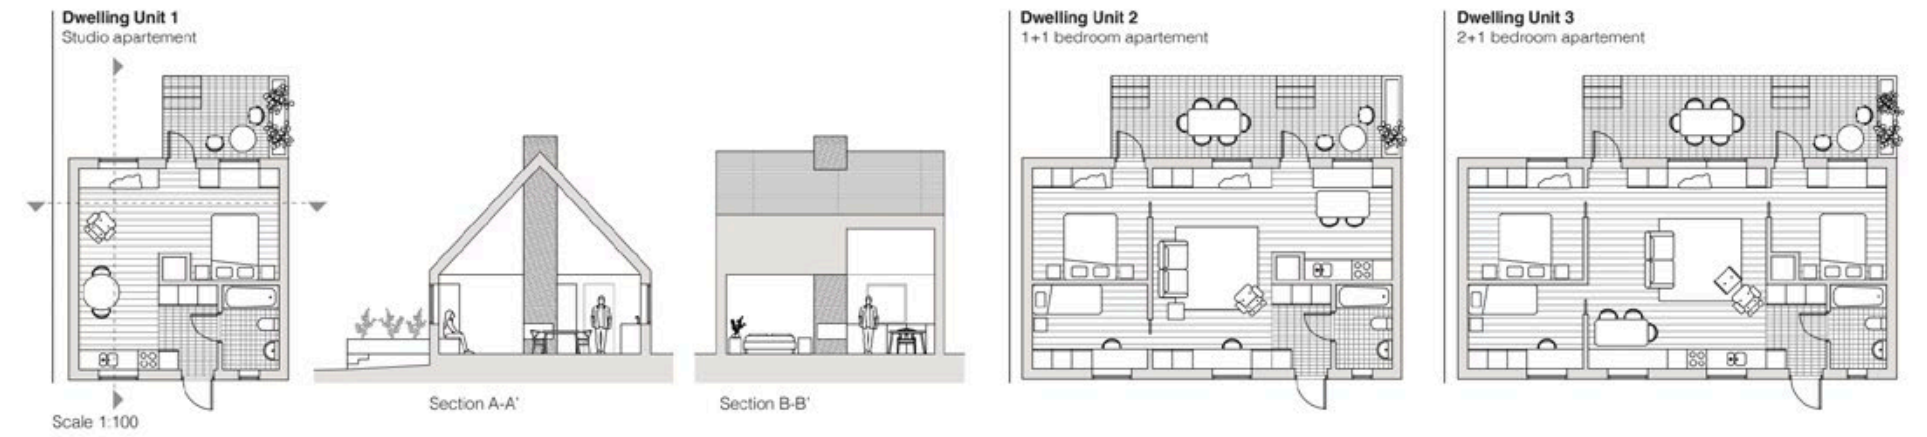 Dwelling Unit 1
Studio apartement
Scale 1:100
Section A-A'
Section B-B'
Dwelling Unit 2
1+1 bedroom apartement
Dwelling Unit 3
2+1 bedroom apartement